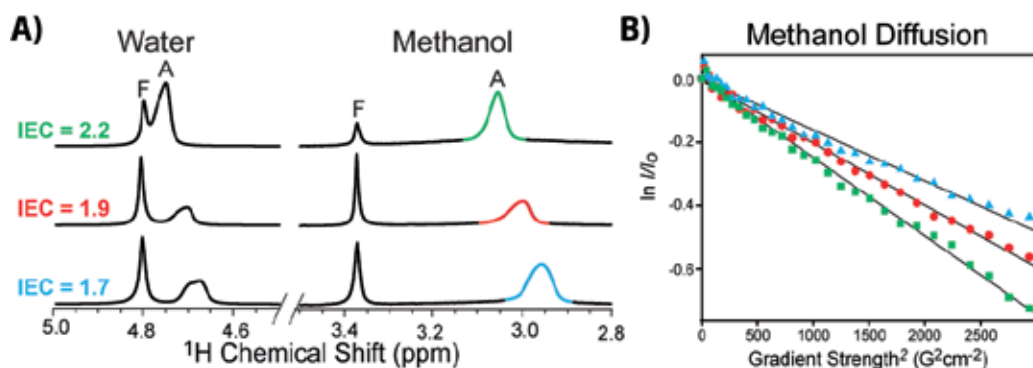 A)
Water
Methanol
F
A
F
A
IEC = 2.2
IEC = 1.9
IEC = 1.7
5.0
4.8
4.6
3.4
3.2
3.0
2.8
¹H Chemical Shift (ppm)
B)
Methanol Diffusion
ln I/I₀
0.0
-0.2
-0.4
-0.6
0
500
1000
1500
2000
2500
Gradient Strength² (G²cm⁻²)